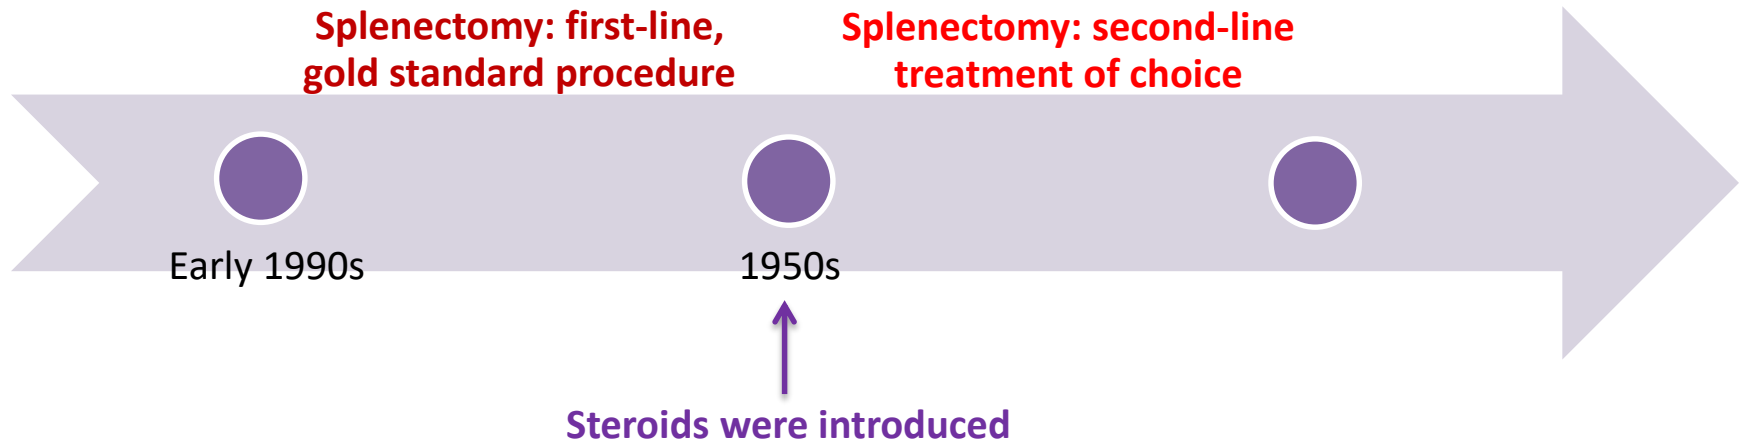 Splenectomy: first-line,
gold standard procedure
Splenectomy: second-line
treatment of choice
Early 1990s
1950s
Steroids were introduced